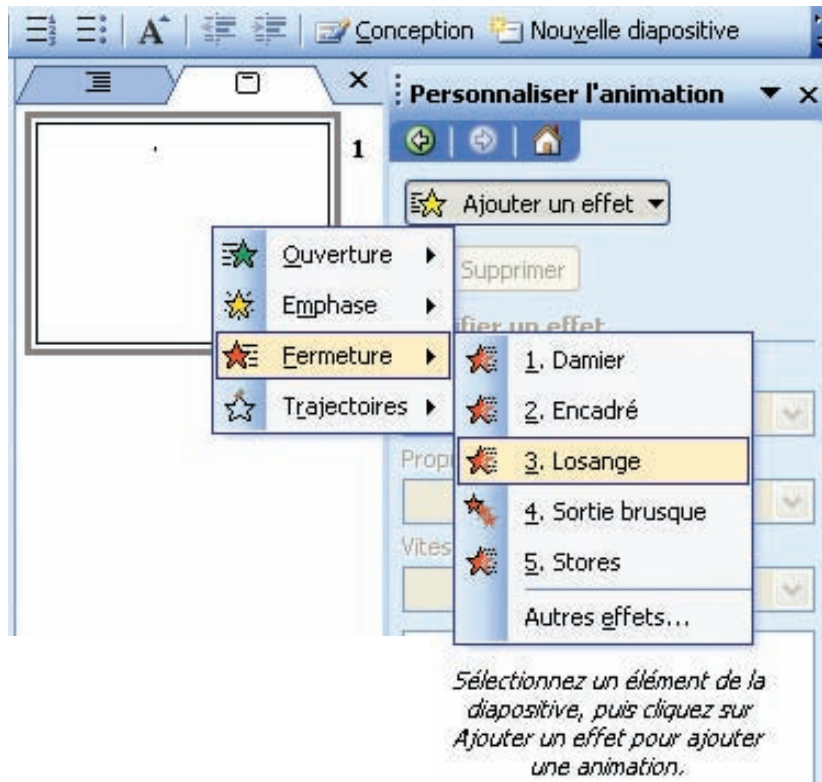 Conception Nouvelle diapositive
Personnaliser l'animation
1
Ajouter un effet
Supprimer
Ouverture
Emphase
Fermeture
Trajectoires
un effet
1. Damier
2. Encadré
3. Losange
4. Sortie brusque
5. Stores
Autres effets...
Sélectionnez un élément de la
diapositive, puis cliquez sur
Ajouter un effet pour ajouter
une animation.